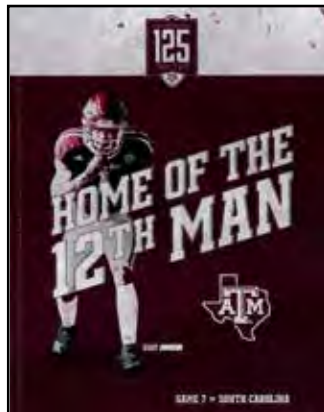 125
HOME OF THE
12TH MAN
ATM
GAME 7 = SOUTH CAROLINA